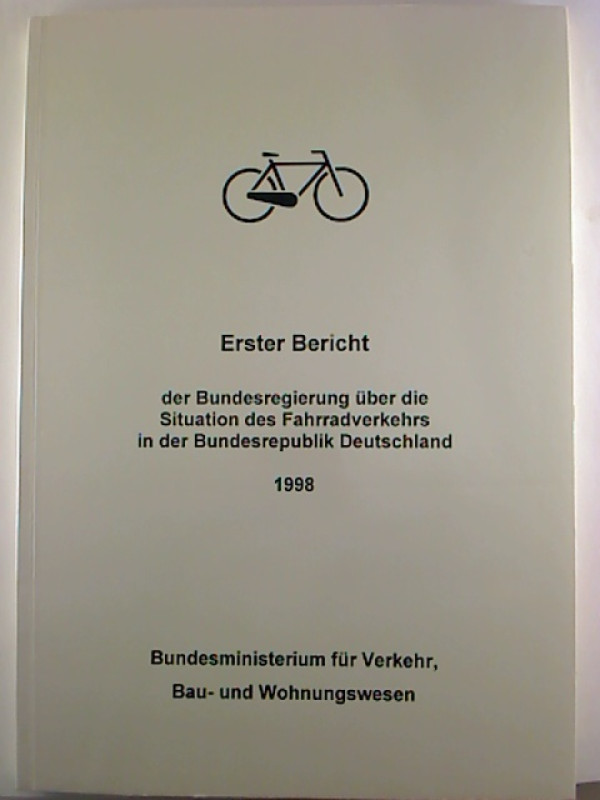 Erster Bericht
der Bundesregierung über die
Situation des Fahrradverkehrs
in der Bundesrepublik Deutschland
1998
Bundesministerium für Verkehr,
Bau- und Wohnungswesen